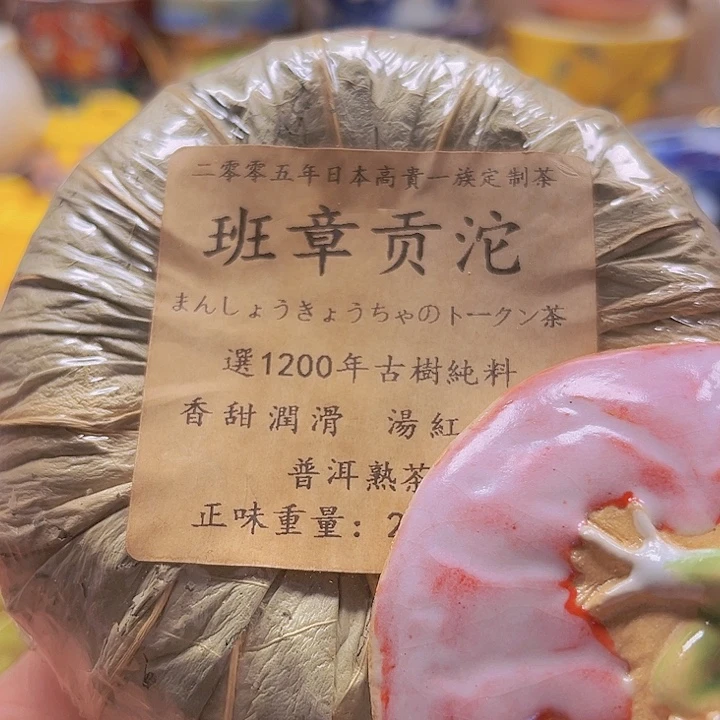 二零零五年日本高貴一族定制茶
班章贡沱
まんしょうきょうちゃのトークン茶
選1200年古樹純料
香甜潤滑　湯紅
普洱熟茶
正味重量：2